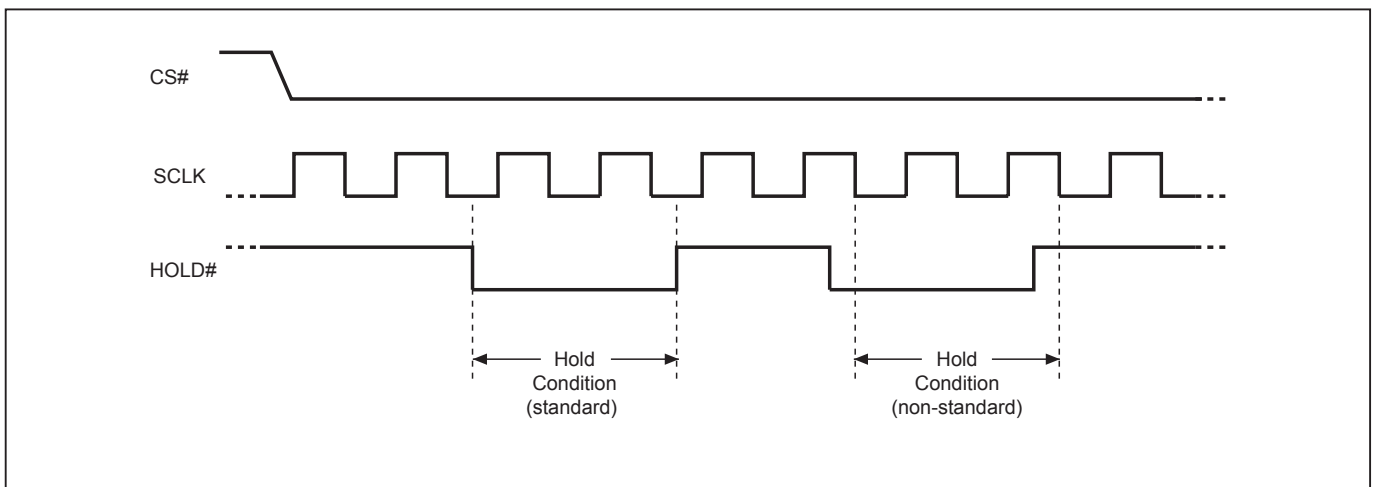 CS#
SCLK
HOLD#
Hold
Condition
(standard)
Hold
Condition
(non-standard)